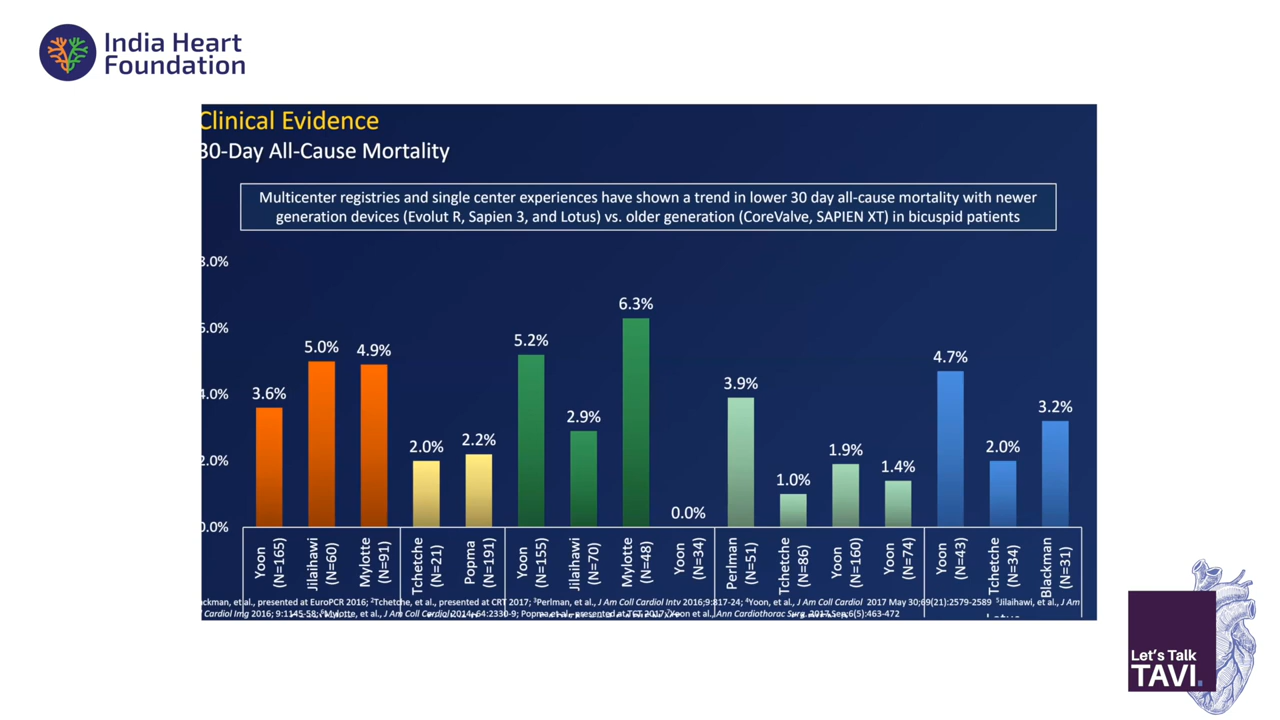 India Heart
Foundation
Clinical Evidence
30-Day All-Cause Mortality
Multicenter registries and single center experiences have shown a trend in lower 30 day all-cause mortality with newer
generation devices (Evolut R, Sapien 3, and Lotus) vs. older generation (CoreValve, SAPIEN XT) in bicuspid patients
8.0%
6.0%
4.0%
2.0%
0.0%
3.6%
5.0%
4.9%
2.0%
2.2%
5.2%
2.9%
6.3%
0.0%
3.9%
1.0%
1.9%
1.4%
4.7%
2.0%
3.2%
Yoon
(N=165)
Jilaihawi
(N=60)
Mylotte
(N=91)
Tchetche
(N=21)
Popma
(N=191)
Yoon
(N=155)
Jilaihawi
(N=70)
Mylotte
(N=48)
Yoon
(N=34)
Perlman
(N=51)
Tchetche
(N=86)
Yoon
(N=160)
Yoon
(N=74)
Yoon
(N=43)
Tchetche
(N=34)
Blackman
(N=31)
ckman, et al., presented at EuroPCR 2016; ²Tchetche, et al., presented at CRT 2017; ³Perlman, et al., J Am Coll Cardiol Intv 2016;9:817-24; ⁴Yoon, et al., J Am Coll Cardiol 2017 May 30;69(21):2579-2589 ⁵Jilaihawi, et al., J Am
Cardiol Img 2016; 9:1145-58; ⁶Mylotte, et al., J Am Coll Cardiol 2014;64:2330-9; Popma et al., presented at TCT 2017; Yoon et al., Ann Cardiothorac Surg. 2017 Sep;6(5):463-472
Let's Talk
TAVI.